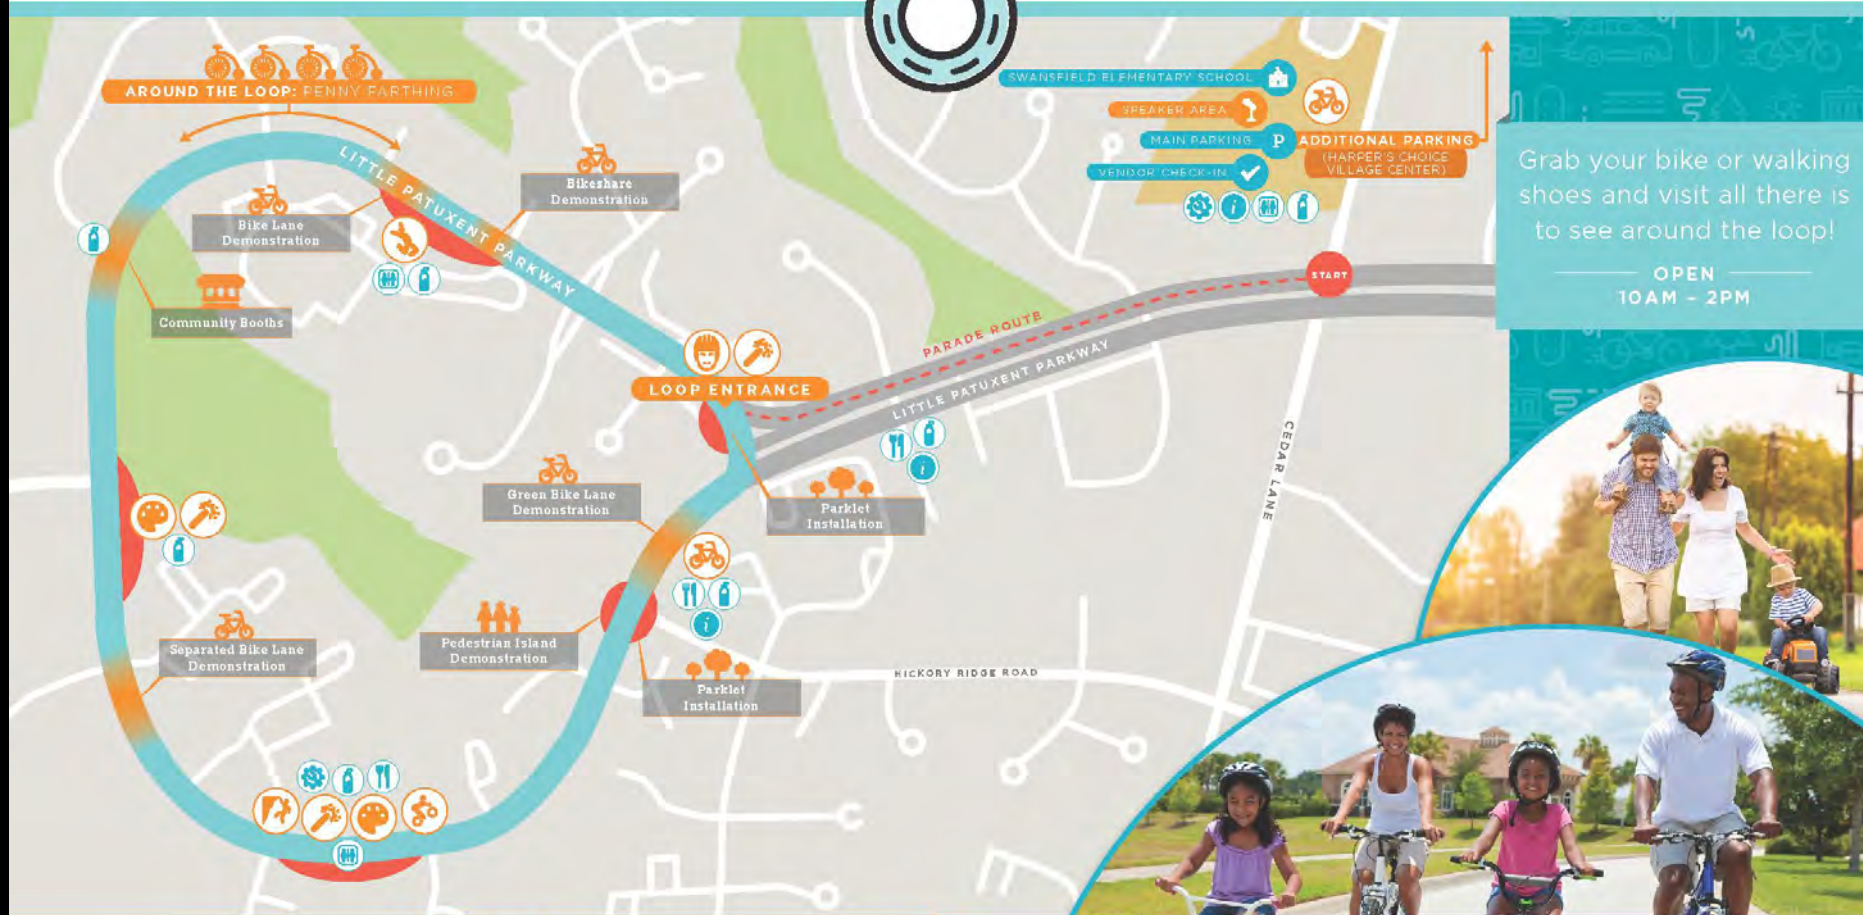 AROUND THE LOOP: PENNY FARTHING
LITTLE PATUXENT PARKWAY
Bikeshare
Demonstration
Bike Lane
Demonstration
Community Booths
SWANSFIELD ELEMENTARY SCHOOL
SPEAKER AREA
MAIN PARKING
P
ADDITIONAL PARKING
(HARPER'S CHOICE
VILLAGE CENTER)
VENDOR CHECK-IN
i
START
PARADE ROUTE
LITTLE PATUXENT PARKWAY
LOOP ENTRANCE
i
CEDAR LANE
Green Bike Lane
Demonstration
Parklet
Installation
Pedestrian Island
Demonstration
i
Separated Bike Lane
Demonstration
Parklet
Installation
HICKORY RIDGE ROAD
Grab your bike or walking
shoes and visit all there is
to see around the loop!
OPEN
10AM - 2PM